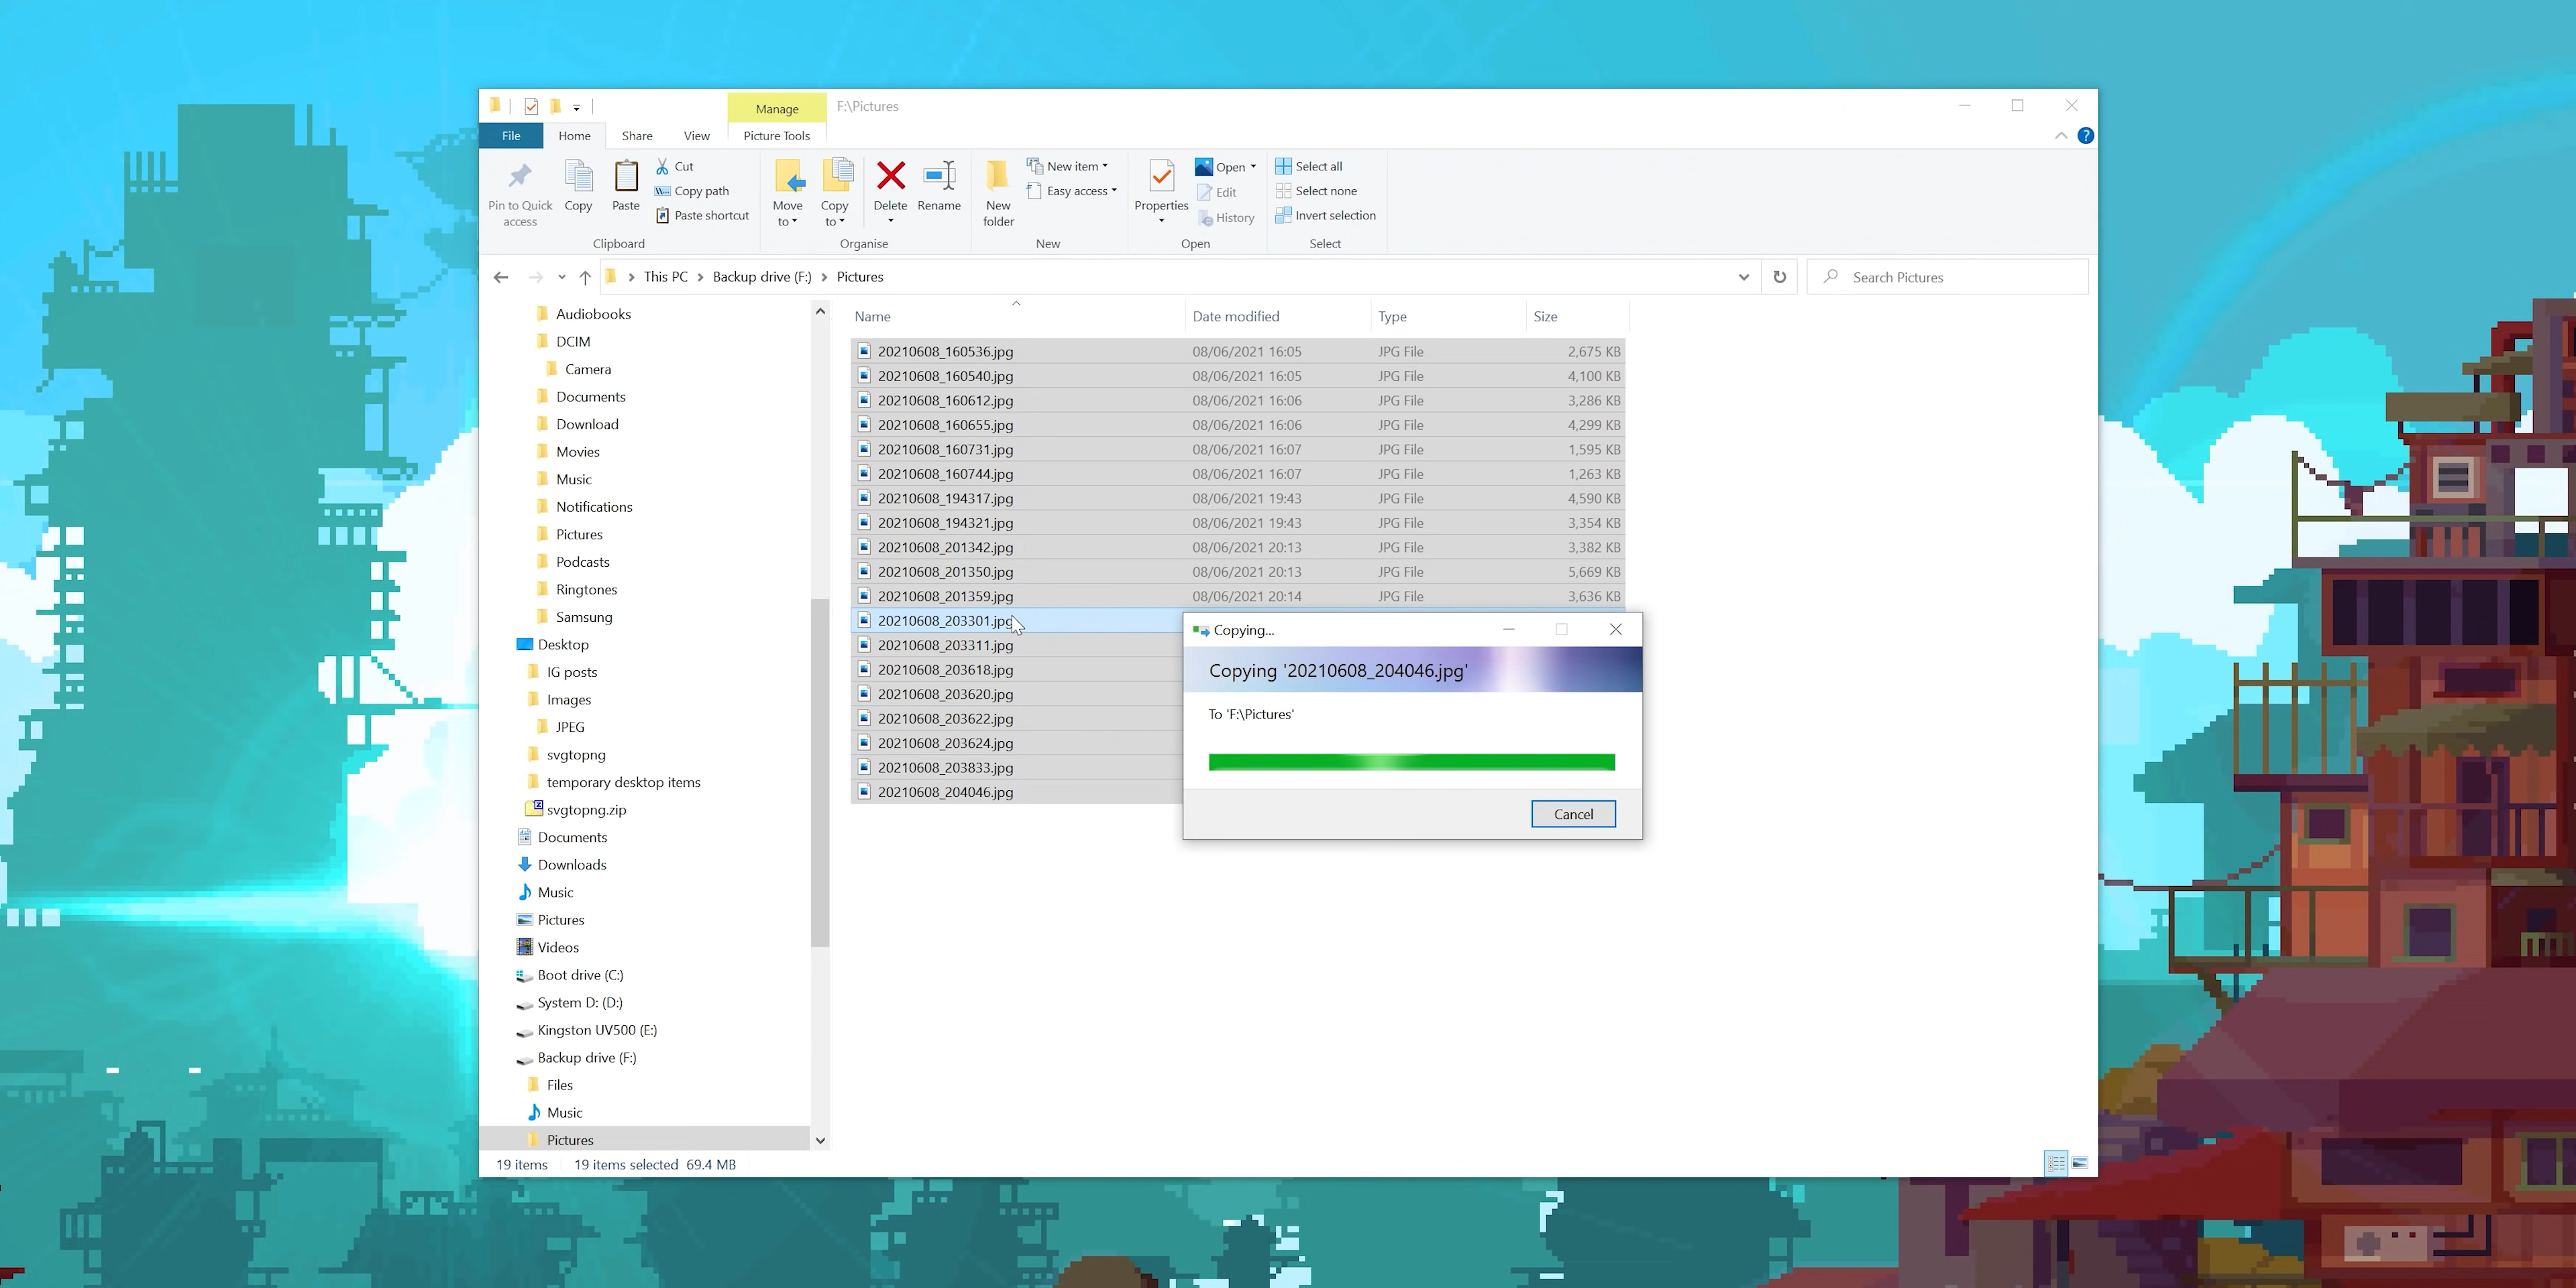 Manage
F:\Pictures
File
Home
Share
View
Picture Tools
Pin to Quick access
Copy
Paste
Cut
Copy path
Paste shortcut
Clipboard
Move to
Copy to
Delete
Rename
Organise
New folder
New item
Easy access
New
Properties
Open
Edit
History
Open
Select all
Select none
Invert selection
Select
This PC
Backup drive (F:)
Pictures
Search Pictures
Audiobooks
DCIM
Camera
Documents
Download
Movies
Music
Notifications
Pictures
Podcasts
Ringtones
Samsung
Desktop
IG posts
Images
JPEG
svgtopng
temporary desktop items
svgtopng.zip
Documents
Downloads
Music
Pictures
Videos
Boot drive (C:)
System D: (D:)
Kingston UV500 (E:)
Backup drive (F:)
Files
Music
Pictures
Name Date modified Type Size
20210608_160536.jpg 08/06/2021 16:05 JPG File 2,675 KB
20210608_160540.jpg 08/06/2021 16:05 JPG File 4,100 KB
20210608_160612.jpg 08/06/2021 16:06 JPG File 3,286 KB
20210608_160655.jpg 08/06/2021 16:06 JPG File 4,299 KB
20210608_160731.jpg 08/06/2021 16:07 JPG File 1,595 KB
20210608_160744.jpg 08/06/2021 16:07 JPG File 1,263 KB
20210608_194317.jpg 08/06/2021 19:43 JPG File 4,590 KB
20210608_194321.jpg 08/06/2021 19:43 JPG File 3,354 KB
20210608_201342.jpg 08/06/2021 20:13 JPG File 3,382 KB
20210608_201350.jpg 08/06/2021 20:13 JPG File 5,669 KB
20210608_201359.jpg 08/06/2021 20:14 JPG File 3,636 KB
20210608_203301.jpg
20210608_203311.jpg
20210608_203618.jpg
20210608_203620.jpg
20210608_203622.jpg
20210608_203624.jpg
20210608_203833.jpg
20210608_204046.jpg
Copying...
Copying '20210608_204046.jpg'
To 'F:\Pictures'
Cancel
19 items 19 items selected 69.4 MB